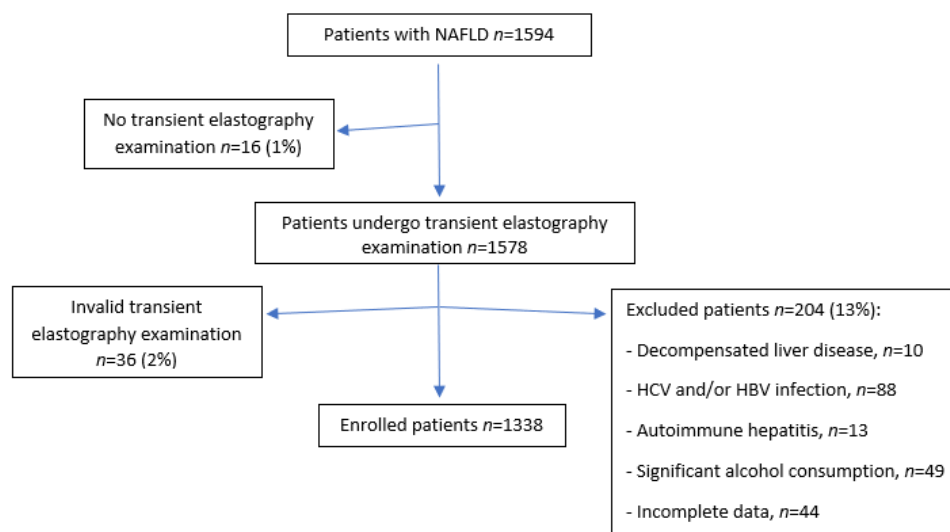 Patients with NAFLD n=1594
No transient elastography
examination n=16 (1%)
Patients undergo transient elastography
examination n=1578
Invalid transient
elastography examination
n=36 (2%)
Excluded patients n=204 (13%):
- Decompensated liver disease, n=10
- HCV and/or HBV infection, n=88
- Autoimmune hepatitis, n=13
- Significant alcohol consumption, n=49
- Incomplete data, n=44
Enrolled patients n=1338